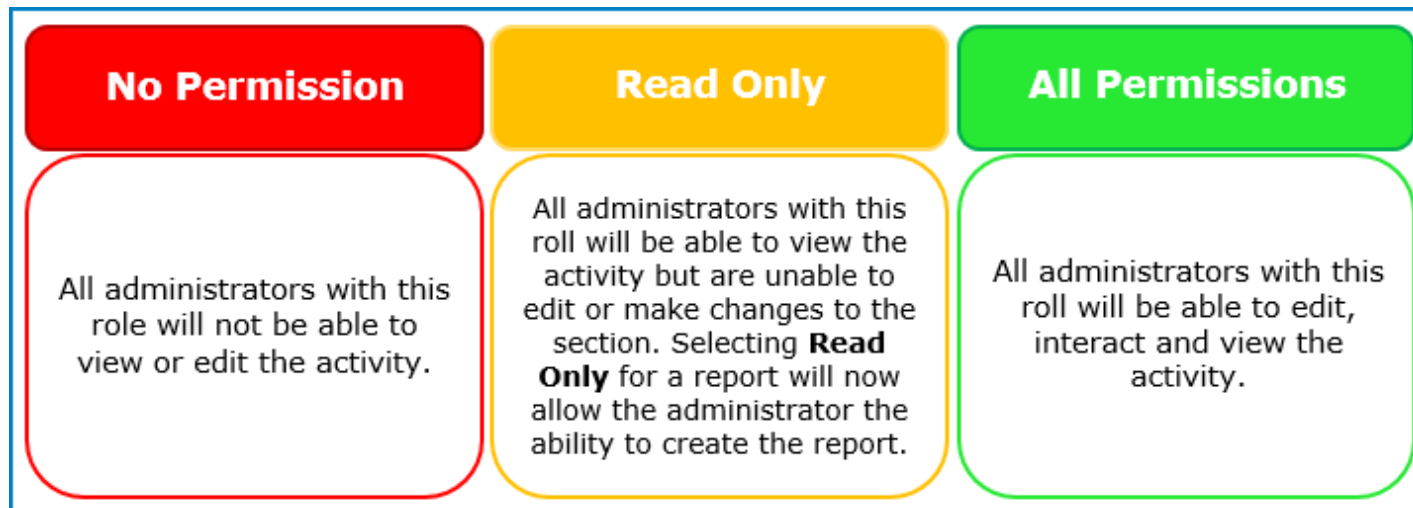 No Permission
Read Only
All Permissions
All administrators with this
role will not be able to
view or edit the activity.
All administrators with this
roll will be able to view the
activity but are unable to
edit or make changes to the
section. Selecting Read
Only for a report will now
allow the administrator the
ability to create the report.
All administrators with this
roll will be able to edit,
interact and view the
activity.